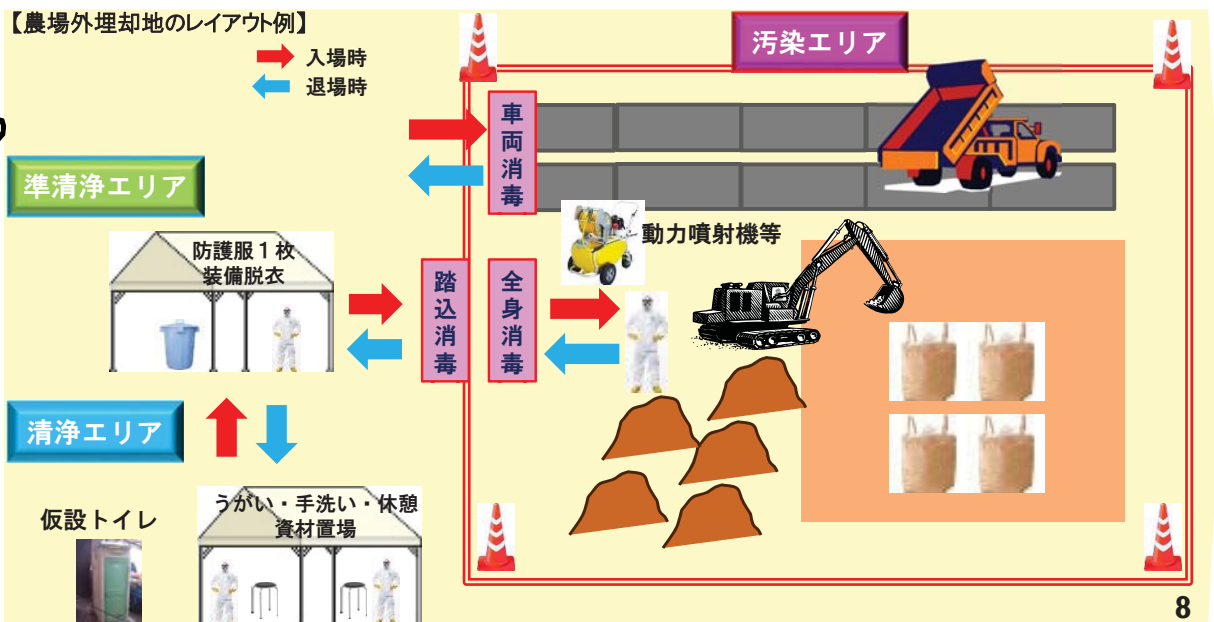 【農場外埋却地のレイアウト例】
入場時
退場時
汚染エリア
車両消毒
準清浄エリア
防護服1枚
装備脱衣
踏込消毒
全身消毒
動力噴射機等
清浄エリア
仮設トイレ
うがい・手洗い・休憩
資材置場
8